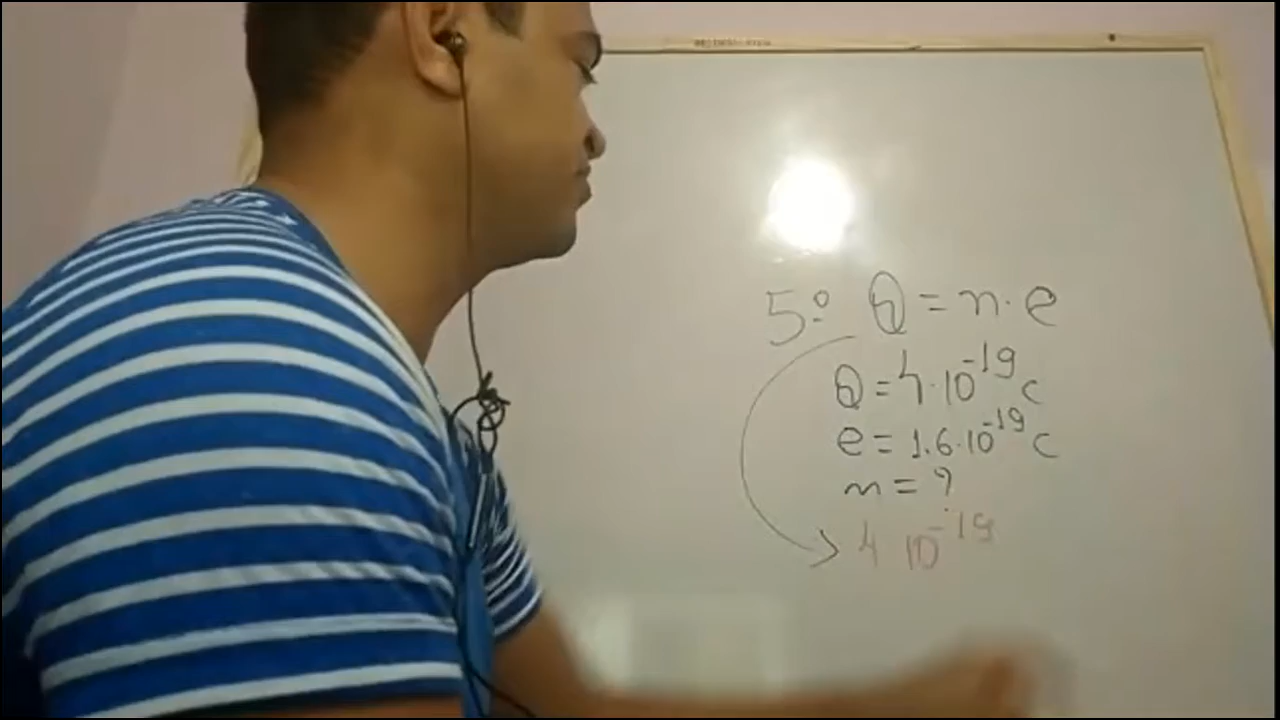 5º Q = n · e
Q = 4 · 10⁻¹⁹ c
e = 1.6 · 10⁻¹⁹ c
n = ?
4 10⁻¹⁹